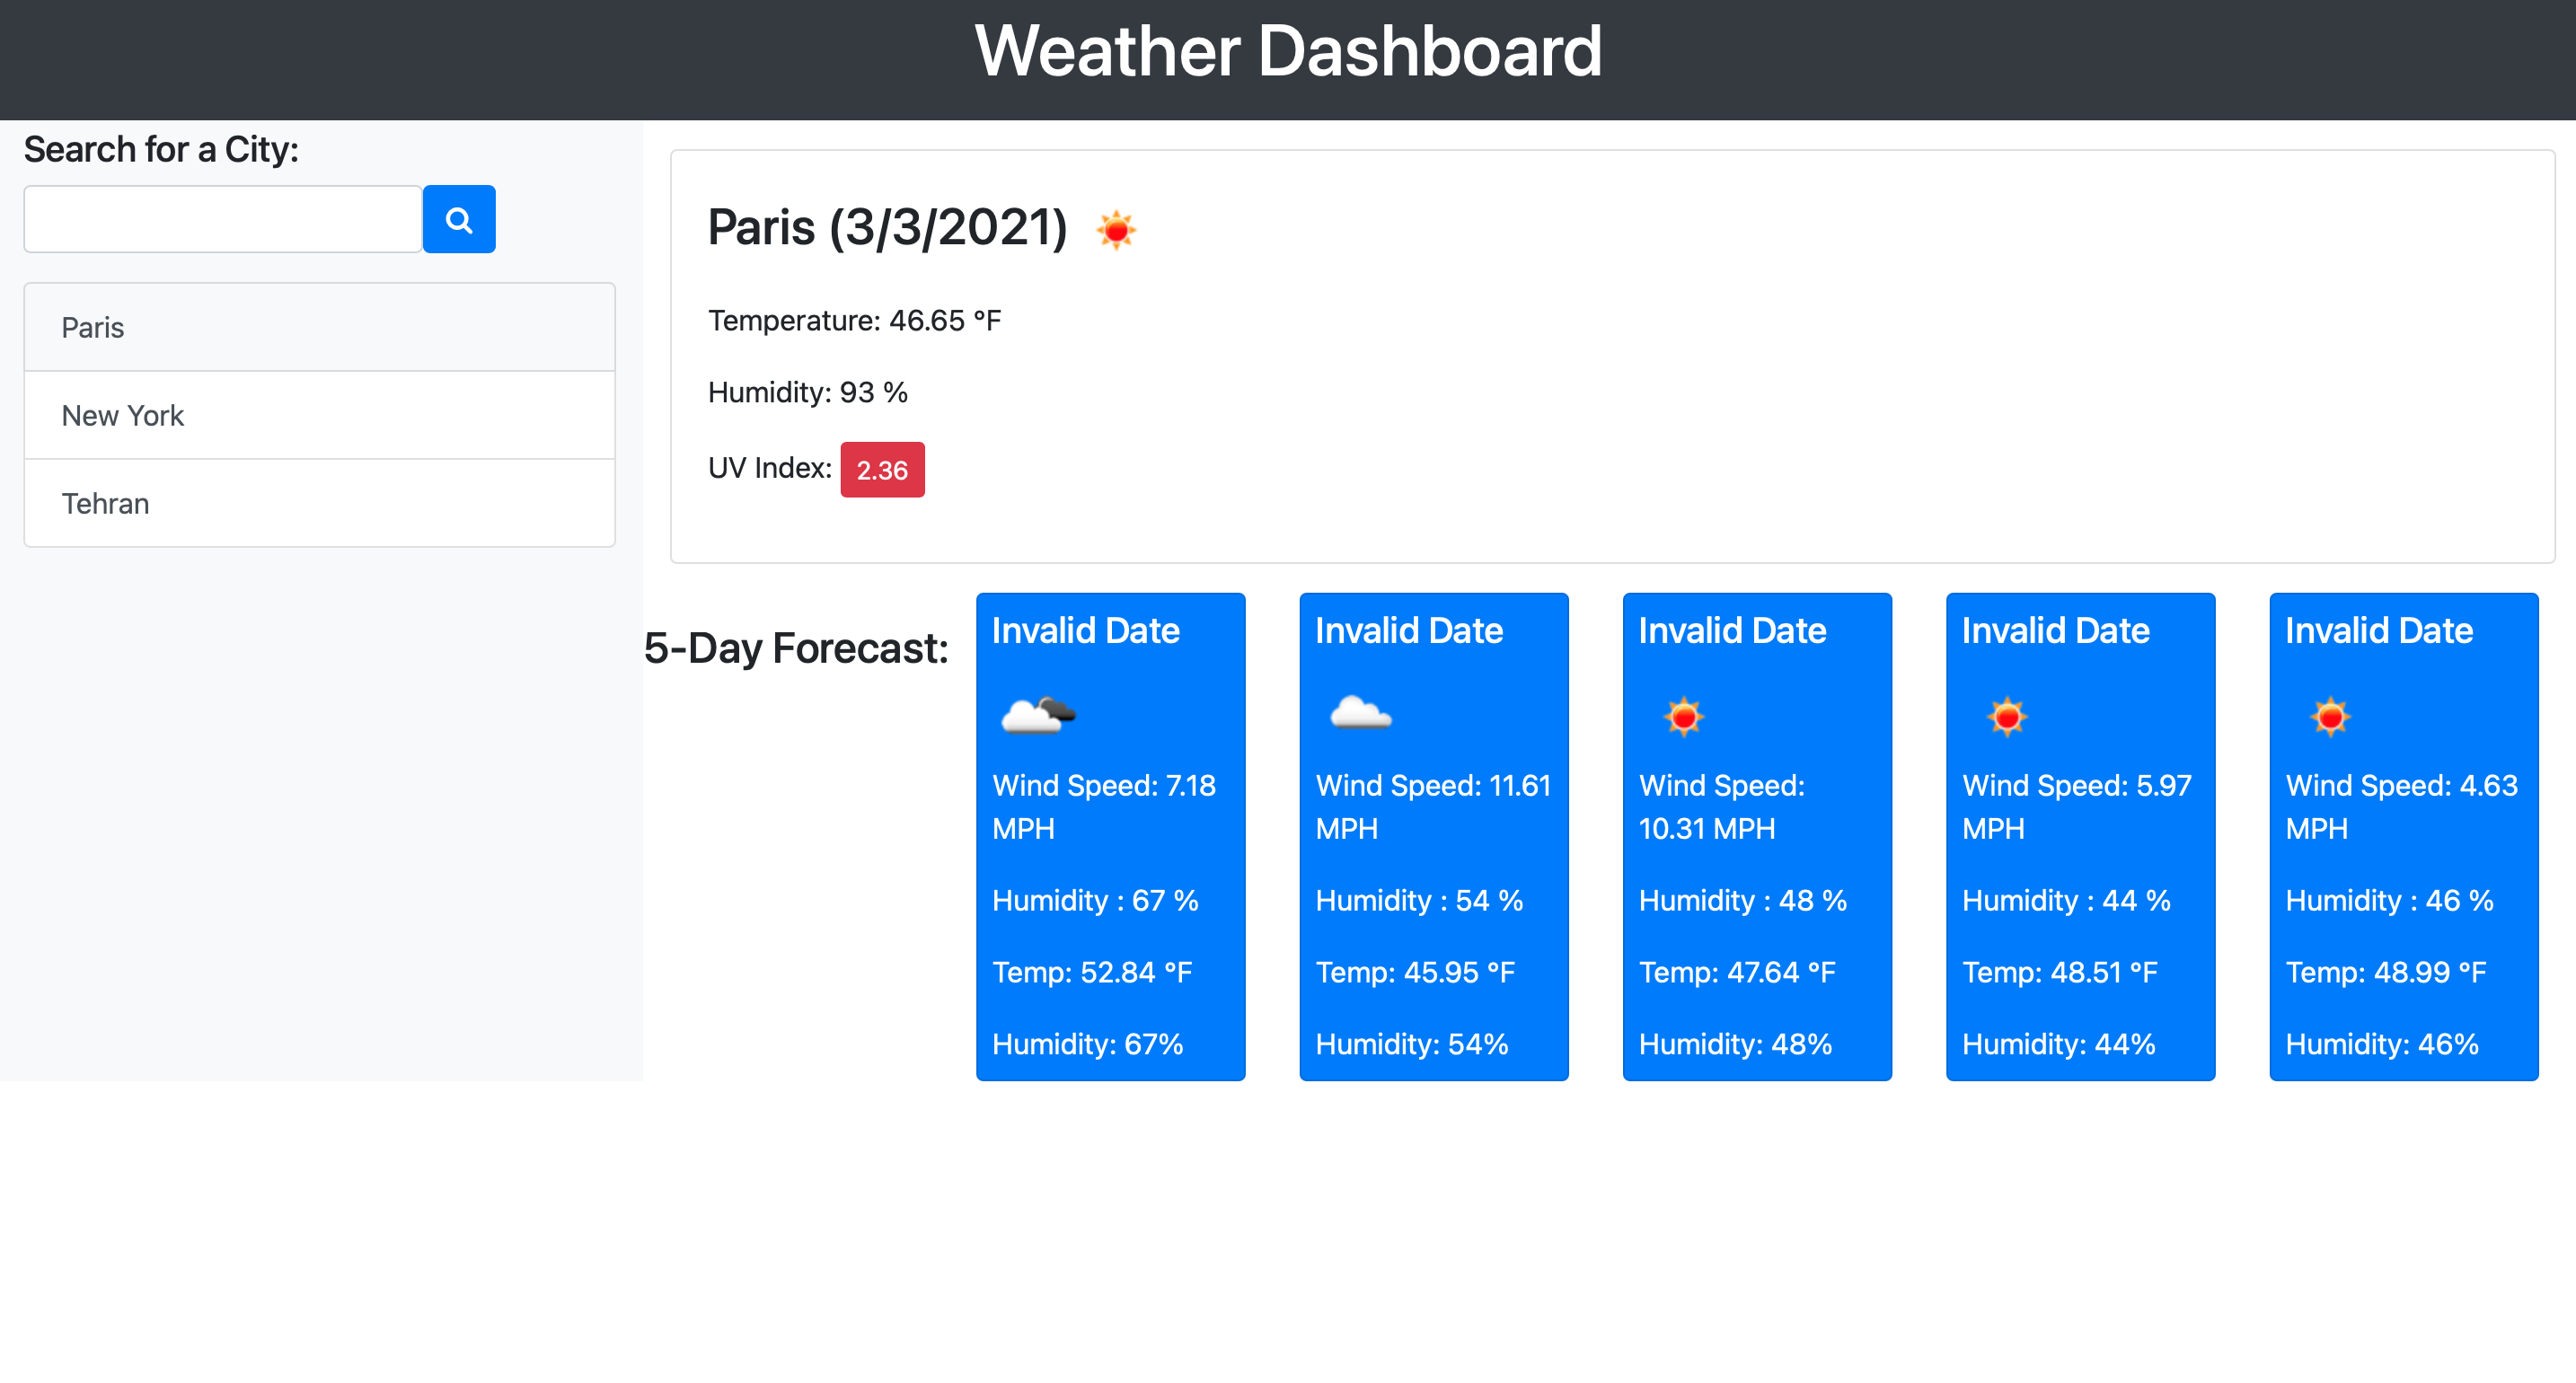 Weather Dashboard
Search for a City:
Paris
New York
Tehran
Paris (3/3/2021)
Temperature: 46.65 °F
Humidity: 93 %
UV Index: 2.36
5-Day Forecast:
Invalid Date
Wind Speed: 7.18
MPH
Humidity : 67 %
Temp: 52.84 °F
Humidity: 67%
Invalid Date
Wind Speed: 11.61
MPH
Humidity : 54 %
Temp: 45.95 °F
Humidity: 54%
Invalid Date
Wind Speed:
10.31 MPH
Humidity : 48 %
Temp: 47.64 °F
Humidity: 48%
Invalid Date
Wind Speed: 5.97
MPH
Humidity : 44 %
Temp: 48.51 °F
Humidity: 44%
Invalid Date
Wind Speed: 4.63
MPH
Humidity : 46 %
Temp: 48.99 °F
Humidity: 46%